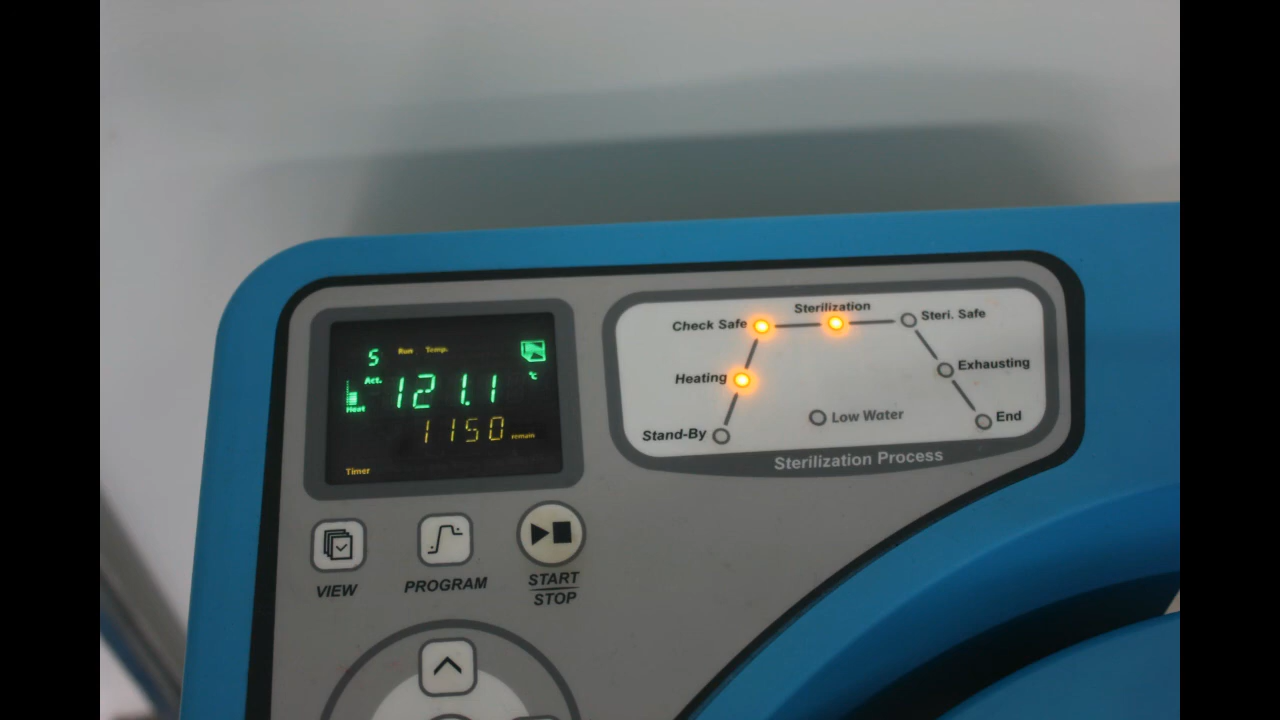 S Run Temp.
Act. 121.1 °C
Heat
1150 remain
Timer
Sterilization
Check Safe
Steri. Safe
Heating
Exhausting
Low Water
Stand-By
End
Sterilization Process
VIEW
PROGRAM
START
STOP